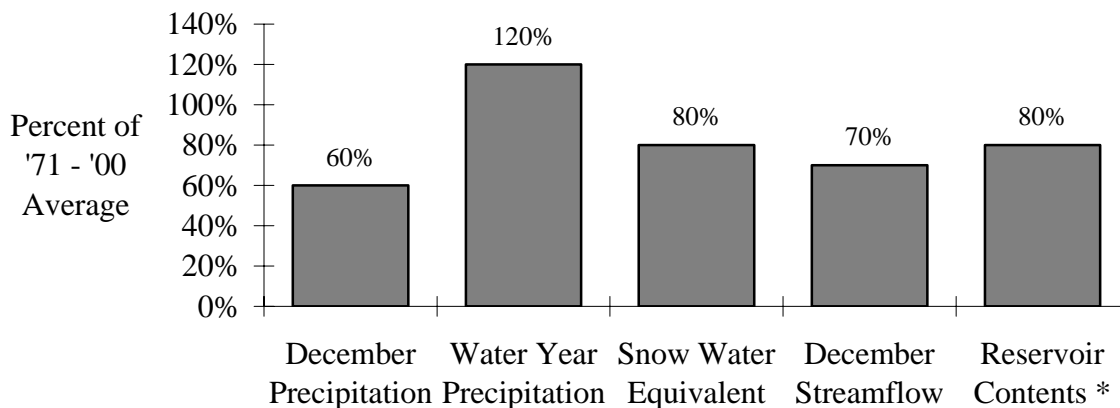 Percent of
'71 - '00
Average
140%
120%
100%
80%
60%
40%
20%
0%
60%
120%
80%
70%
80%
December
Precipitation
Water Year
Precipitation
Snow Water
Equivalent
December
Streamflow
Reservoir
Contents *